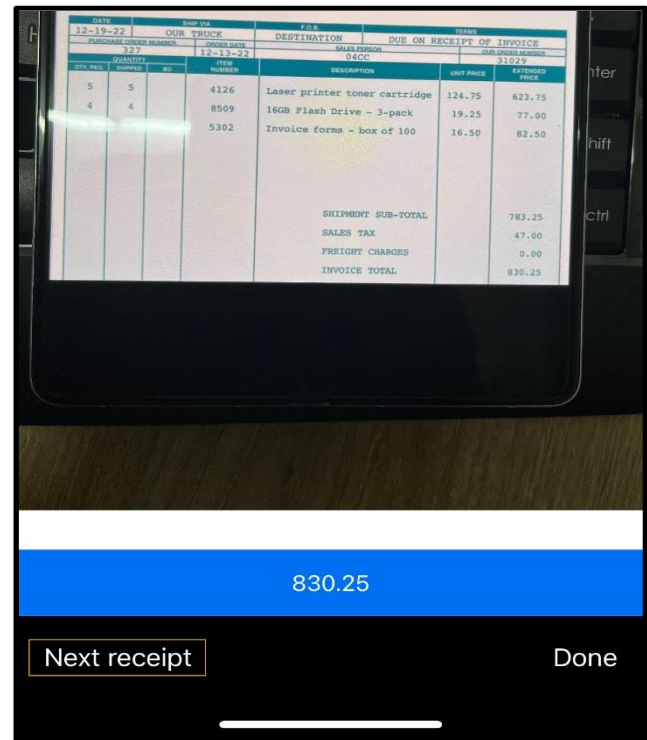 DATE SHIP VIA F.O.B. TERMS
12-19-22 OUR TRUCK DESTINATION DUE ON RECEIPT OF INVOICE
PURCHASE ORDER NUMBER ORDER DATE SALES PERSON OUR ORDER NUMBER
327 12-13-22 04CC 31029
QUANTITY
QTY. REQ. SHIPPED BO ITEM NUMBER DESCRIPTION UNIT PRICE EXTENDED PRICE
5 5 4126 Laser printer toner cartridge 124.75 623.75
4 4 8509 16GB Flash Drive - 3-pack 19.25 77.00
5302 Invoice forms - box of 100 16.50 82.50
SHIPMENT SUB-TOTAL 783.25
SALES TAX 47.00
FREIGHT CHARGES 0.00
INVOICE TOTAL 830.25
nter
hift
ctrl
830.25
Next receipt
Done